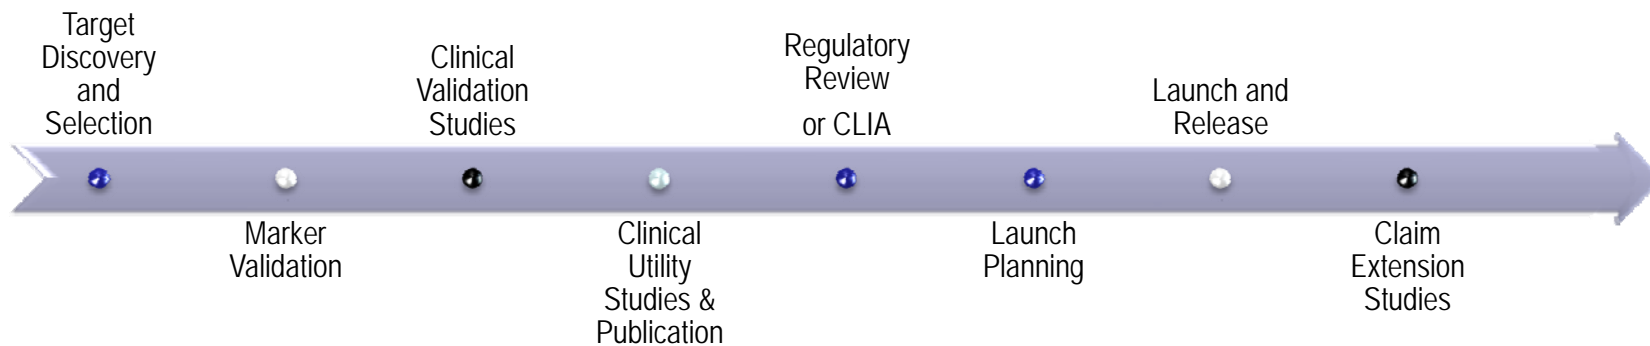 Target
Discovery
and
Selection
Marker
Validation
Clinical
Validation
Studies
Clinical
Utility
Studies &
Publication
Regulatory
Review
or CLIA
Launch
Planning
Launch and
Release
Claim
Extension
Studies